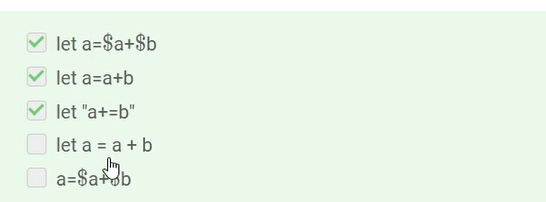 let a=$a+$b
let a=a+b
let "a+=b"
let a = a + b
a=$a+$b